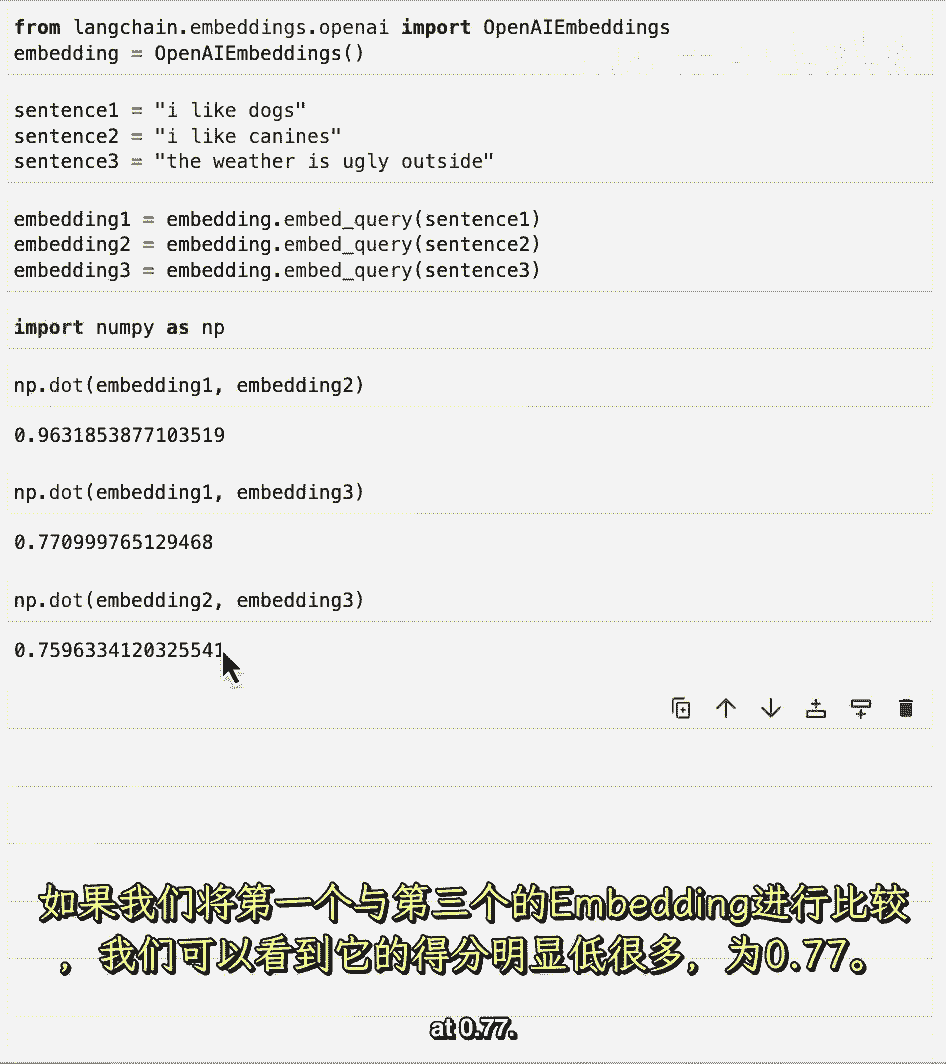 from langchain.embeddings.openai import OpenAIEmbeddings
embedding = OpenAIEmbeddings()
sentence1 = "i like dogs"
sentence2 = "i like canines"
sentence3 = "the weather is ugly outside"
embedding1 = embedding.embed_query(sentence1)
embedding2 = embedding.embed_query(sentence2)
embedding3 = embedding.embed_query(sentence3)
import numpy as np
np.dot(embedding1, embedding2)
0.9631853877103519
np.dot(embedding1, embedding3)
0.770999765129468
np.dot(embedding2, embedding3)
0.7596334120325541
如果我们将第一个与第三个的Embedding进行比较
，我们可以看到它的得分明显低很多，为0.77。
at 0.77.